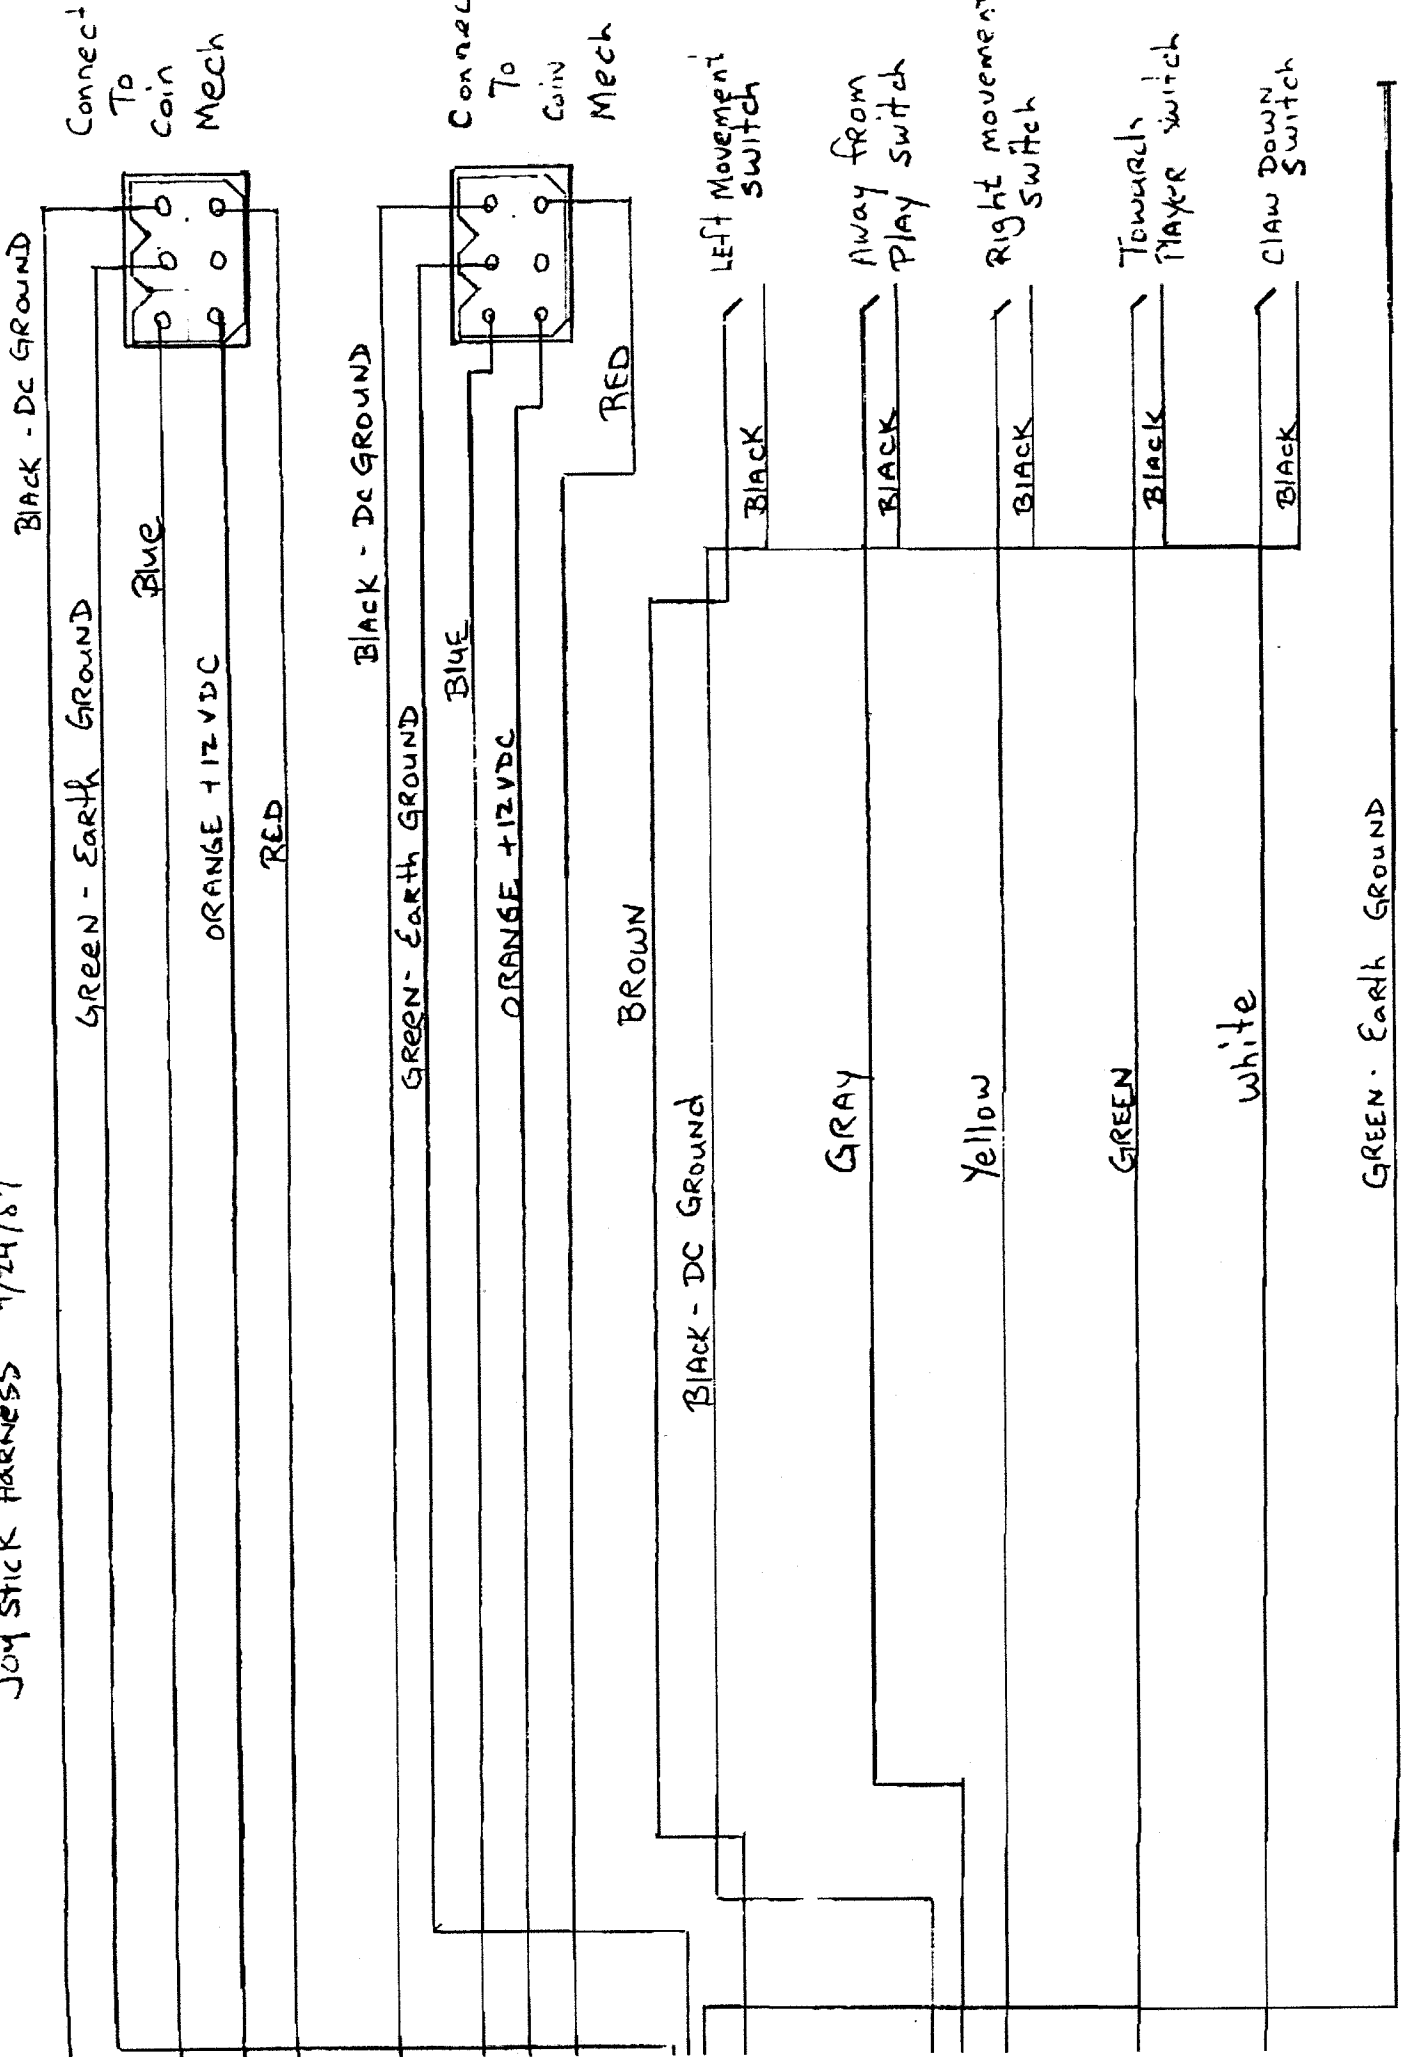 Joy Stick Harness
Connect
To
Coin
Mech
Black - DC GROUND
GReeN - Earth GRouND
Blue
ORANGE +12 VDC
RED
To
Coin
Mech
Black - DC GROUND
GReeN - Earth GROUND
BluE
ORANGE +12 VDC
RED
LEft Movement
switch
Black
BROWN
Black - DC GRound
Away from
Play switch
Black
GRAY
Right movement
switch
Black
Yellow
Player switch
Black
GREEN
Claw Down
switch
Black
White
GREEN - Earth GROUND